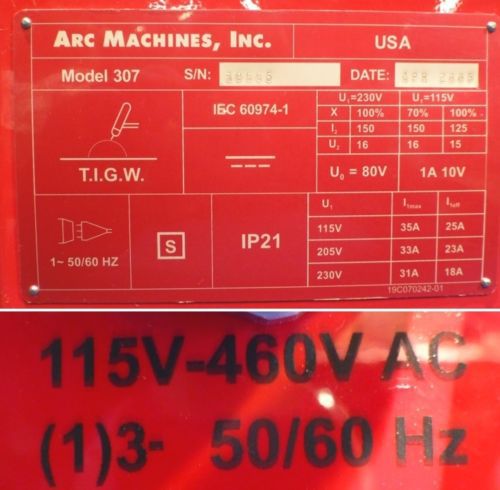 ARC MACHINES, INC. USA
Model 307 S/N: DATE: APR 2005
IEC 60974-1
U₁=230V U₁=115V
X 100% 70% 100%
I₂ 150 150 125
U₂ 16 16 15
T.I.G.W.
U₀ = 80V 1A 10V
U₁ I₁max I₁eff
115V 35A 25A
205V 33A 23A
230V 31A 18A
1~ 50/60 HZ
S
IP21
19C070242-01
115V-460V AC
(1)3- 50/60 Hz